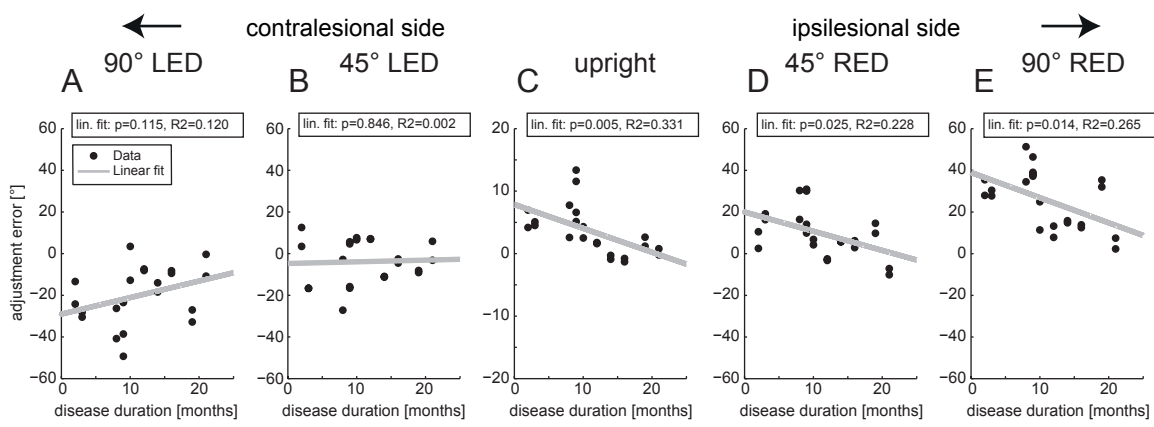 contralesional side
ipsilesional side
A 90° LED
B 45° LED
C upright
D 45° RED
E 90° RED
lin. fit: p=0.115, R2=0.120
lin. fit: p=0.846, R2=0.002
lin. fit: p=0.005, R2=0.331
lin. fit: p=0.025, R2=0.228
lin. fit: p=0.014, R2=0.265
Data
Linear fit
adjustment error [°]
60
40
20
0
−20
−40
−60
0 10 20
disease duration [months]
60
40
20
0
−20
−40
−60
0 10 20
disease duration [months]
20
10
0
−10
−20
0 10 20
disease duration [months]
60
40
20
0
−20
−40
−60
0 10 20
disease duration [months]
60
40
20
0
−20
−40
−60
0 10 20
disease duration [months]